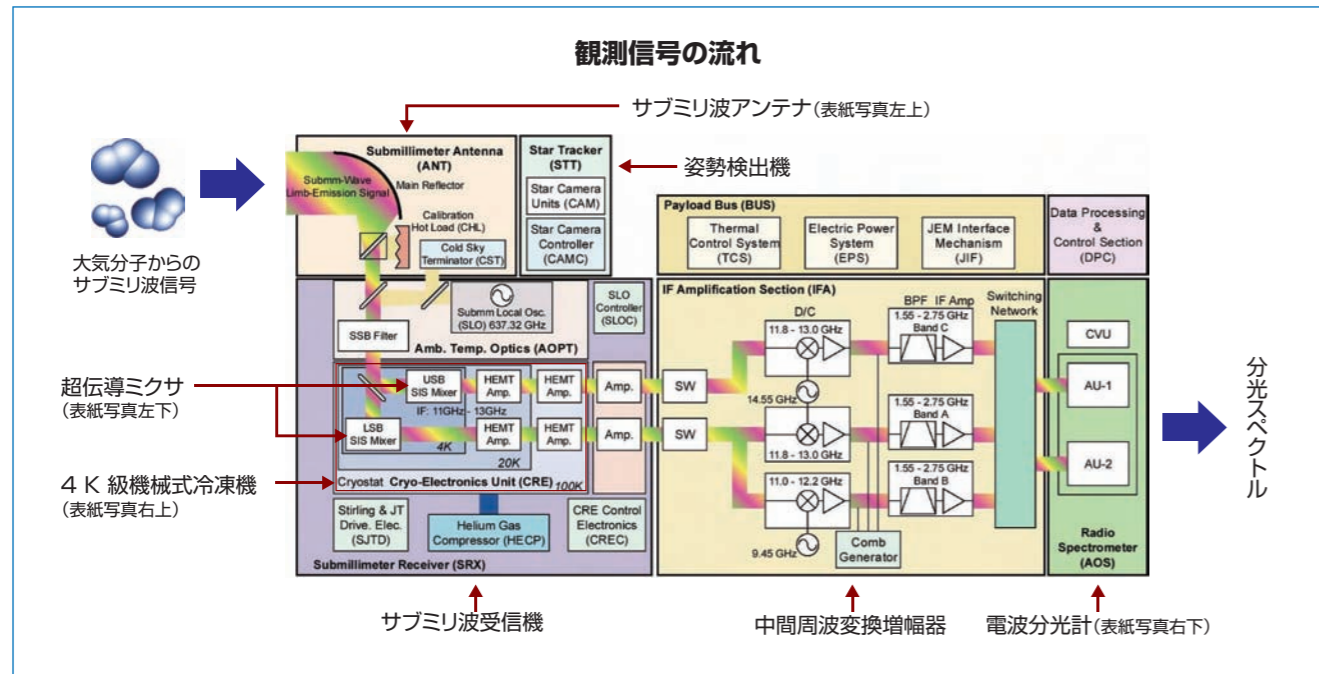 観測信号の流れ
サブミリ波アンテナ(表紙写真左上)
姿勢検出機
大気分子からの
サブミリ波信号
Submillimeter Antenna
(ANT)
Submm-Wave
Limb-Emission Signal
Main Reflector
Calibration
Hot Load (CHL)
Cold Sky
Terminator (CST)
Star Tracker
(STT)
Star Camera
Units (CAM)
Star Camera
Controller
(CAMC)
Payload Bus (BUS)
Thermal
Control System
(TCS)
Electric Power
System
(EPS)
JEM Interface
Mechanism
(JIF)
Data Processing
&
Control Section
(DPC)
Submm Local Osc.
(SLO) 637.32 GHz
SLO
Controller
(SLOC)
SSB Filter
Amb. Temp. Optics (AOPT)
超伝導ミクサ
(表紙写真左下)
USB
SIS Mixer
HEMT
Amp.
HEMT
Amp.
Amp.
IF: 11GHz - 13GHz
LSB
SIS Mixer
HEMT
Amp.
HEMT
Amp.
Amp.
4K
20K
100K
Cryostat Cryo-Electronics Unit (CRE)
4 K 級機械式冷凍機
(表紙写真右上)
Stirling & JT
Drive. Elec.
(SJTD)
Helium Gas
Compressor (HECP)
CRE Control
Electronics
(CREC)
Submillimeter Receiver (SRX)
サブミリ波受信機
IF Amplification Section (IFA)
SW
SW
D/C
11.8 - 13.0 GHz
14.55 GHz
11.8 - 13.0 GHz
11.0 - 12.2 GHz
9.45 GHz
BPF IF Amp
1.55 - 2.75 GHz
Band C
1.55 - 2.75 GHz
Band A
1.55 - 2.75 GHz
Band B
Comb
Generator
Switching
Network
中間周波変換増幅器
CVU
AU-1
AU-2
Radio
Spectrometer
(AOS)
電波分光計(表紙写真右下)
分光スペクトル